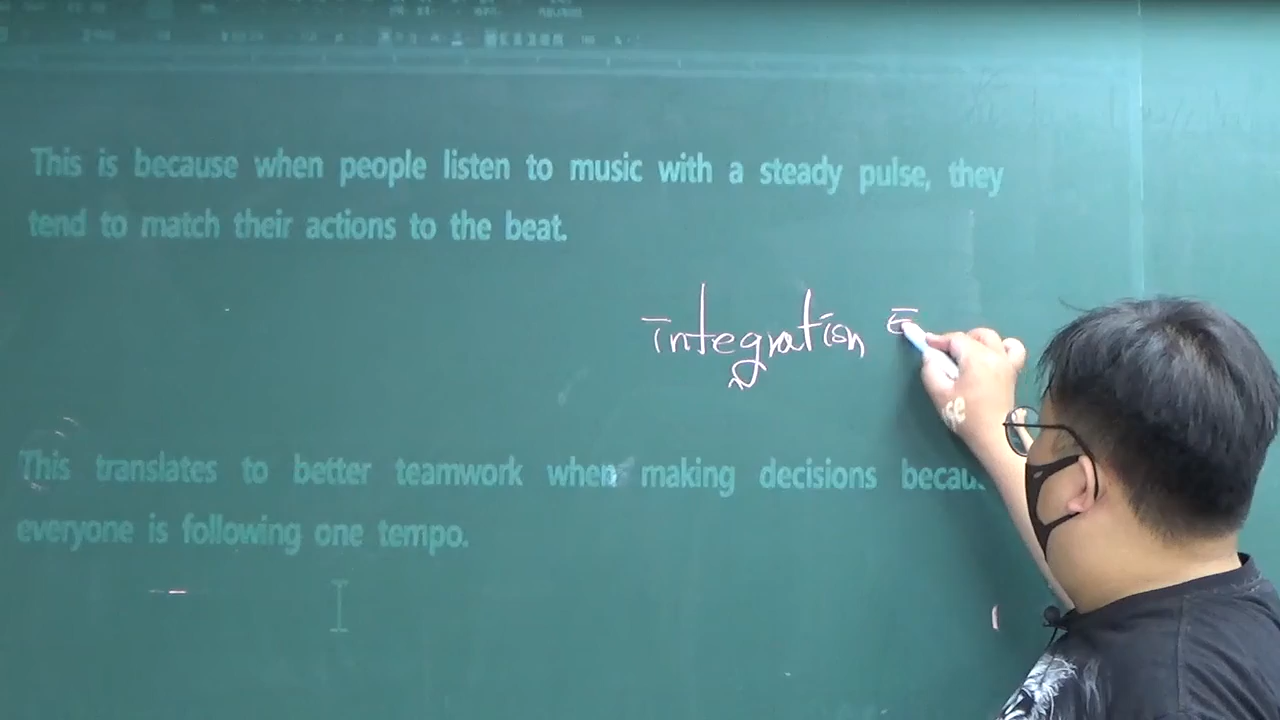 This is because when people listen to music with a steady pulse, they
tend to match their actions to the beat.
integration
This translates to better teamwork when making decisions
everyone is following one tempo.